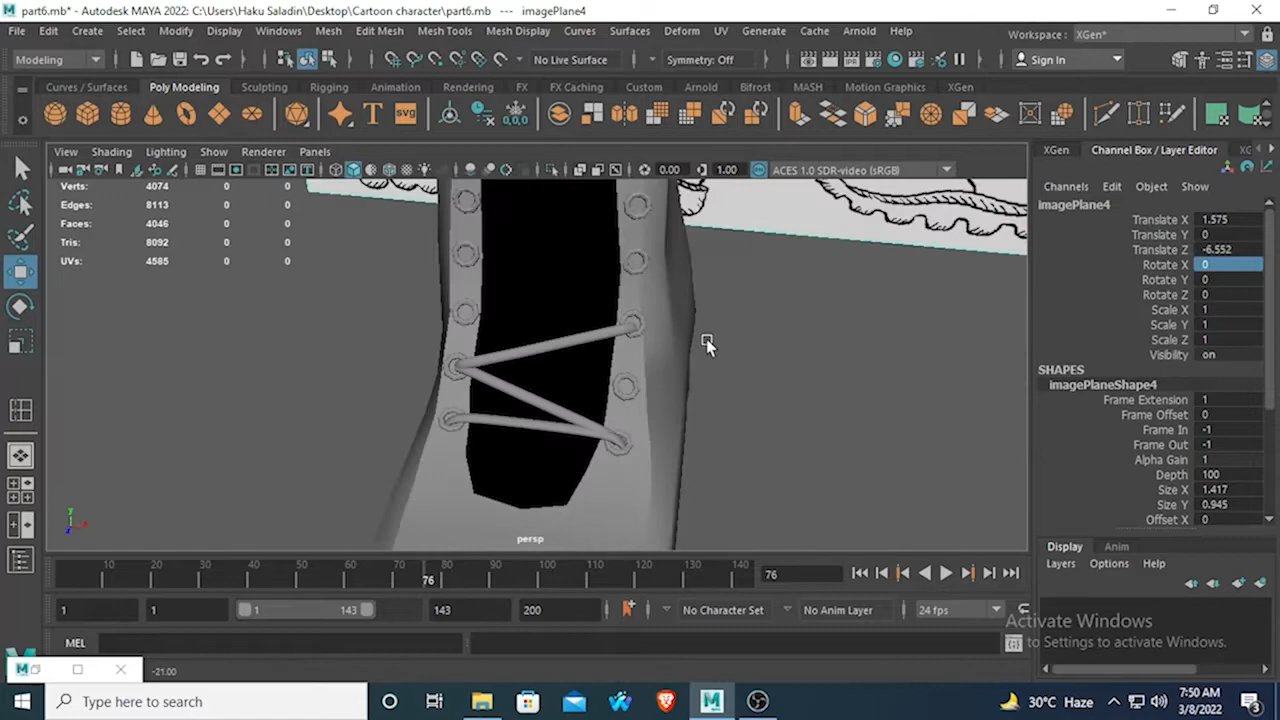 part6.mb* - Autodesk MAYA 2022: C:\Users\Haku Saladin\Desktop\Cartoon character\part6.mb --- imagePlane4
File Edit Create Select Modify Display Windows Mesh Edit Mesh Mesh Tools Mesh Display Curves Surfaces Deform UV Generate Cache Arnold Help
Workspace : XGen*
Modeling
No Live Surface
Symmetry: Off
Sign In
Curves / Surfaces Poly Modeling Sculpting Rigging Animation Rendering FX FX Caching Custom Arnold Bifrost MASH Motion Graphics XGen
svg
0,0,0
View Shading Lighting Show Renderer Panels
XGen Channel Box / Layer Editor XG
0.00 1.00 ACES 1.0 SDR-video (sRGB)
Verts: 4074 0 0
Edges: 8113 0 0
Faces: 4046 0 0
Tris: 8092 0 0
UVs: 4585 0 0
y
persp
Channels Edit Object Show
imagePlane4
Translate X 1.575
Translate Y 0
Translate Z -6.552
Rotate X 0
Rotate Y 0
Rotate Z 0
Scale X 1
Scale Y 1
Scale Z 1
Visibility on
SHAPES
imagePlaneShape4
Frame Extension 1
Frame Offset 0
Frame In -1
Frame Out -1
Alpha Gain 1
Depth 100
Size X 1.417
Size Y 0.945
Offset X 0
Display Anim
Layers Options Help
10 20 30 40 50 60 70 80 90 100 110 120 130 140
76
76
1 1 1 143 143 200 No Character Set No Anim Layer 24 fps
Activate Windows
to Settings to activate Windows.
MEL
-21.00
Type here to search
30°C Haze
7:50 AM
3/8/2022
3